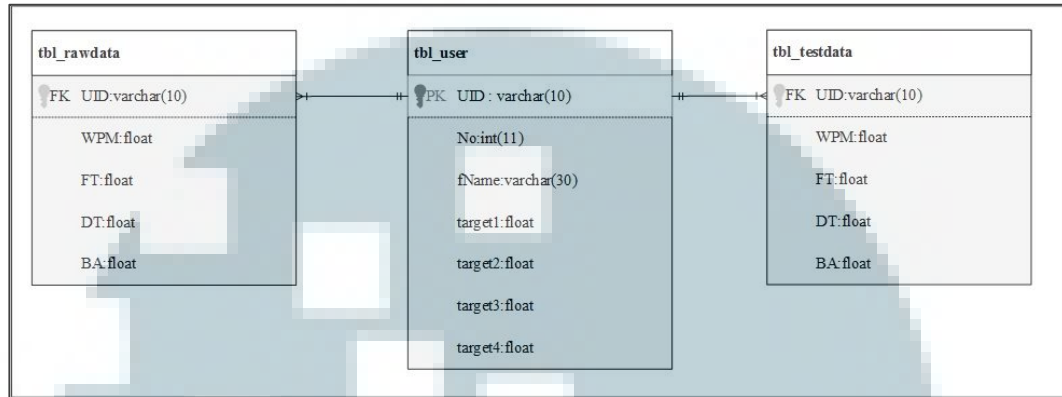 tbl_rawdata
FK UID:varchar(10)
WPM:float
FT:float
DT:float
BA:float
tbl_user
PK UID : varchar(10)
No:int(11)
fName:varchar(30)
target1:float
target2:float
target3:float
target4:float
tbl_testdata
FK UID:varchar(10)
WPM:float
FT:float
DT:float
BA:float